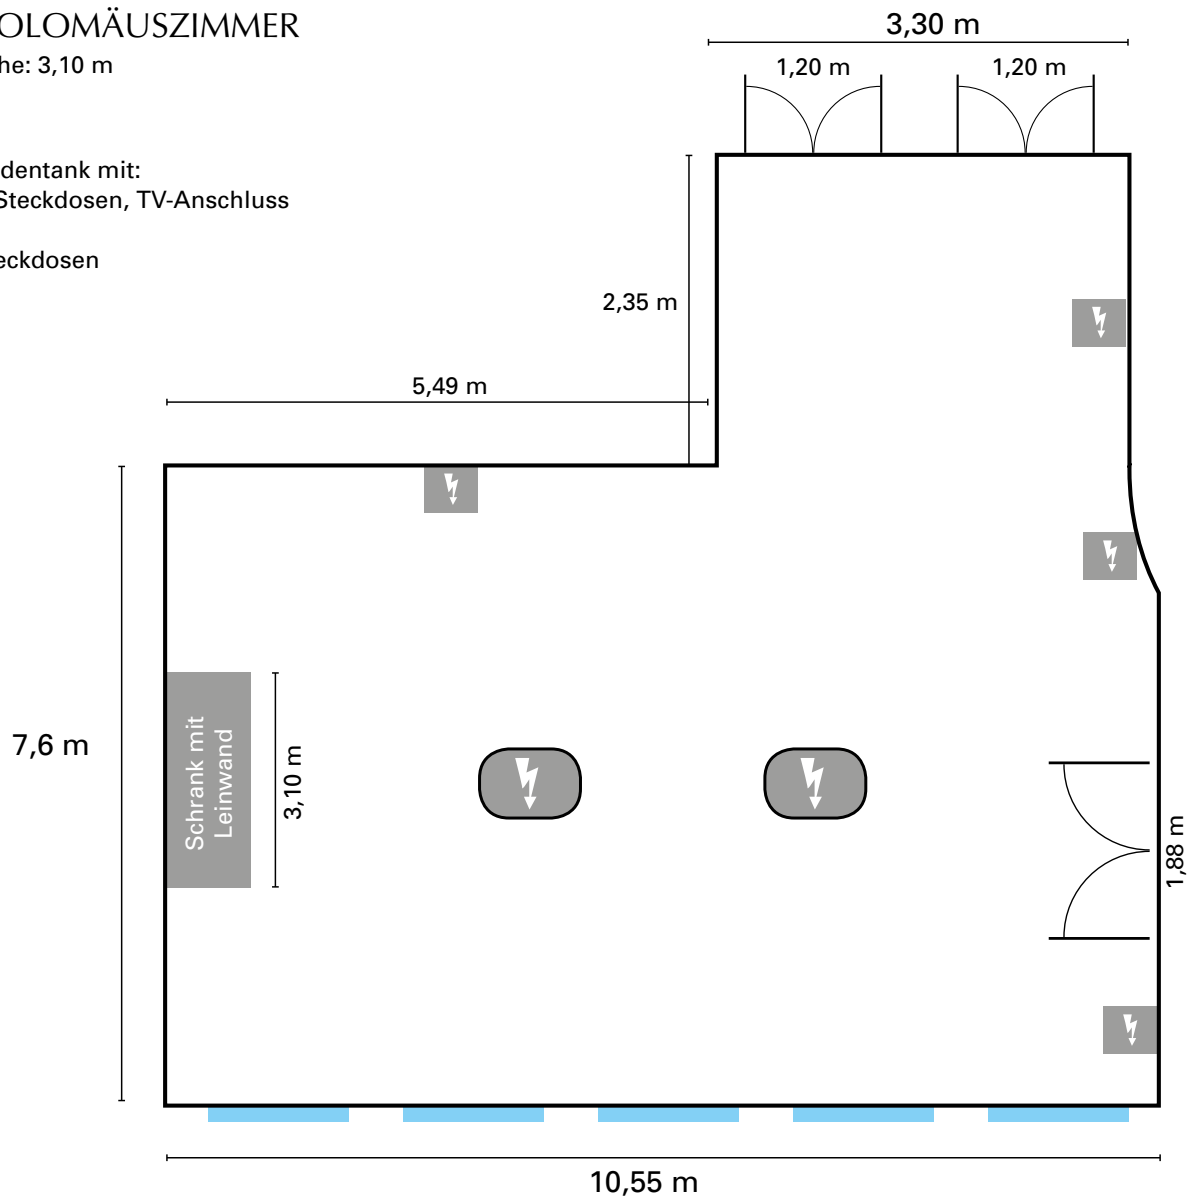 OLOMÄUSZIMMER
he: 3,10 m
dentank mit:
Steckdosen, TV-Anschluss
eckdosen
3,30 m
1,20 m
1,20 m
2,35 m
5,49 m
7,6 m
Schrank mit
Leinwand
3,10 m
1,88 m
10,55 m